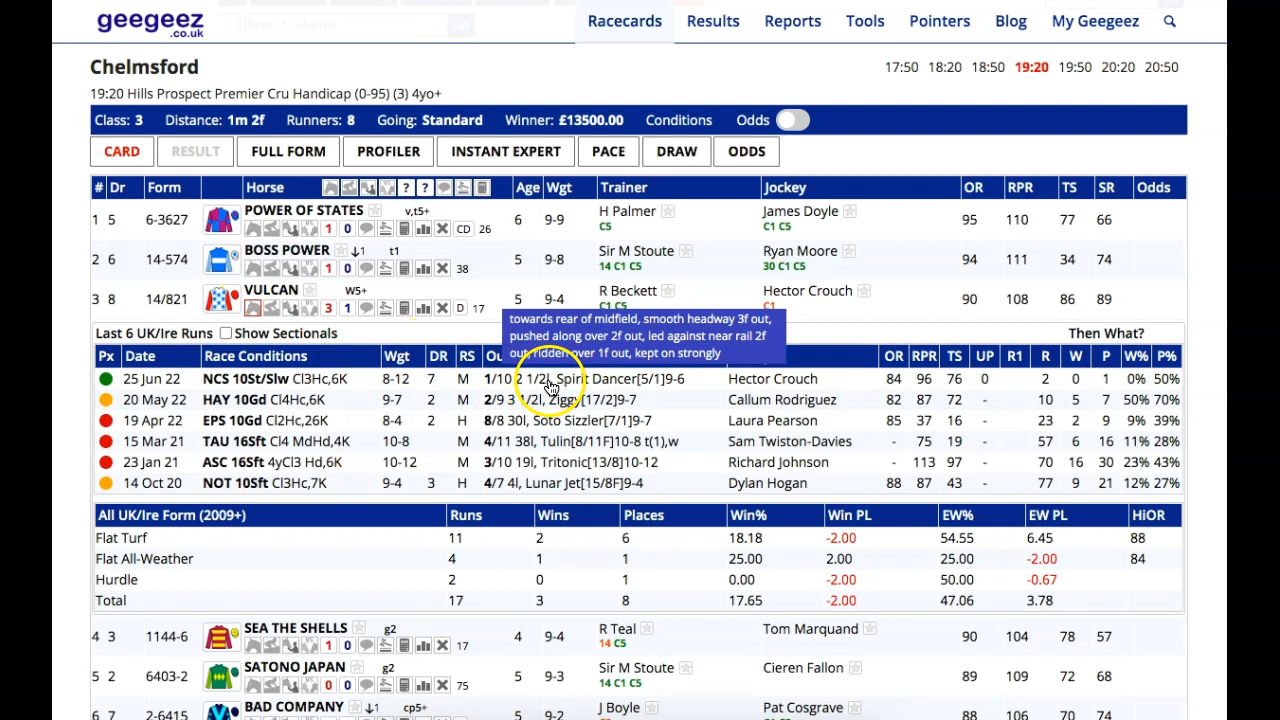 geegeez
.co.uk
Racecards Results Reports Tools Pointers Blog My Geegeez
Chelmsford
17:50 18:20 18:50 19:20 19:50 20:20 20:50
19:20 Hills Prospect Premier Cru Handicap (0-95) (3) 4yo+
Class: 3 Distance: 1m 2f Runners: 8 Going: Standard Winner: £13500.00 Conditions Odds
CARD RESULT FULL FORM PROFILER INSTANT EXPERT PACE DRAW ODDS
# Dr Form Horse ? ? Age Wgt Trainer Jockey OR RPR TS SR Odds
1 5 6-3627 POWER OF STATES v,t5+ 6 9-9 H Palmer James Doyle 95 110 77 66
1 0 CD 26 C5 C1 C5
2 6 14-574 BOSS POWER ↓1 t1 5 9-8 Sir M Stoute Ryan Moore 94 111 34 74
1 0 38 14 C1 C5 30 C1 C5
3 8 14/821 VULCAN W5+ 5 9-4 R Beckett Hector Crouch 90 108 86 89
3 1 D 17 C1 C5 C1
towards rear of midfield, smooth headway 3f out,
pushed along over 2f out, led against near rail 2f
out, ridden over 1f out, kept on strongly
Last 6 UK/Ire Runs Show Sectionals Then What?
Px Date Race Conditions Wgt DR RS OR RPR TS UP R1 R W P W% P%
25 Jun 22 NCS 10St/Slw Cl3Hc,6K 8-12 7 M 1/10 2 1/2l, Spirit Dancer[5/1]9-6 Hector Crouch 84 96 76 0 2 0 1 0% 50%
20 May 22 HAY 10Gd Cl4Hc,6K 9-7 2 M 2/9 3 1/2l, Ziggy[17/2]9-7 Callum Rodriguez 82 87 72 - 10 5 7 50% 70%
19 Apr 22 EPS 10Gd Cl2Hc,26K 8-4 2 H 8/8 30l, Soto Sizzler[7/1]9-7 Laura Pearson 85 37 16 - 23 2 9 9% 39%
15 Mar 21 TAU 16Sft Cl4 MdHd,4K 10-8 M 4/11 38l, Tulin[8/11F]10-8 t(1),w Sam Twiston-Davies - 75 19 - 57 6 16 11% 28%
23 Jan 21 ASC 16Sft 4yCl3 Hd,6K 10-12 M 3/10 19l, Tritonic[13/8]10-12 Richard Johnson - 113 97 - 70 16 30 23% 43%
14 Oct 20 NOT 10Sft Cl3Hc,7K 9-4 3 H 4/7 4l, Lunar Jet[15/8F]9-4 Dylan Hogan 88 87 43 - 77 9 21 12% 27%
All UK/Ire Form (2009+) Runs Wins Places Win% Win PL EW% EW PL HiOR
Flat Turf 11 2 6 18.18 -2.00 54.55 6.45 88
Flat All-Weather 4 1 1 25.00 2.00 25.00 -2.00 84
Hurdle 2 0 1 0.00 -2.00 50.00 -0.67
Total 17 3 8 17.65 -2.00 47.06 3.78
4 3 1144-6 SEA THE SHELLS g2 4 9-4 R Teal Tom Marquand 90 104 78 57
1 0 17 14 C5
5 2 6403-2 SATONO JAPAN g2 5 9-3 Sir M Stoute Cieren Fallon 89 109 72 68
0 0 75 14 C1 C5
6 7 2-6415 BAD COMPANY ↓1 cp5+ 5 9-2 J Boyle Pat Cosgrave 88 106 70 74